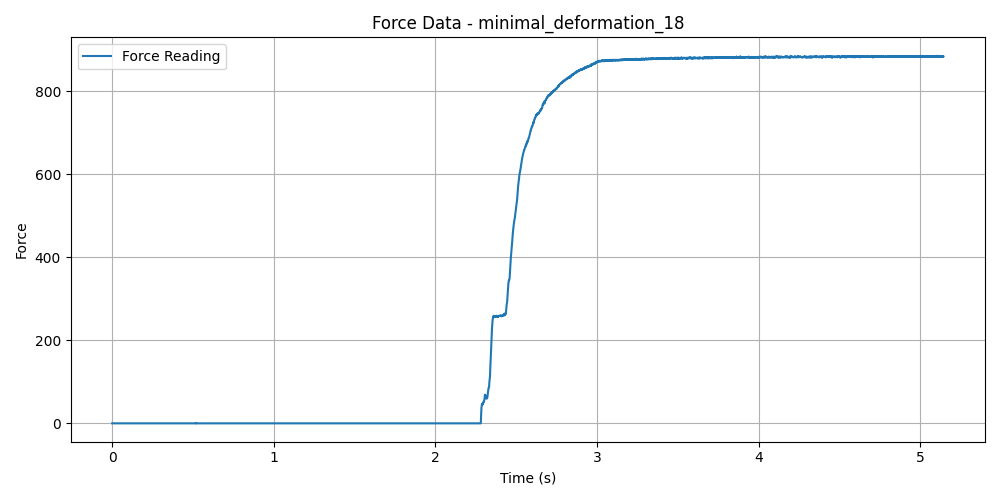 Force Data - minimal_deformation_18
Force Reading
800
600
400
200
0
Force
0 1 2 3 4 5
Time (s)